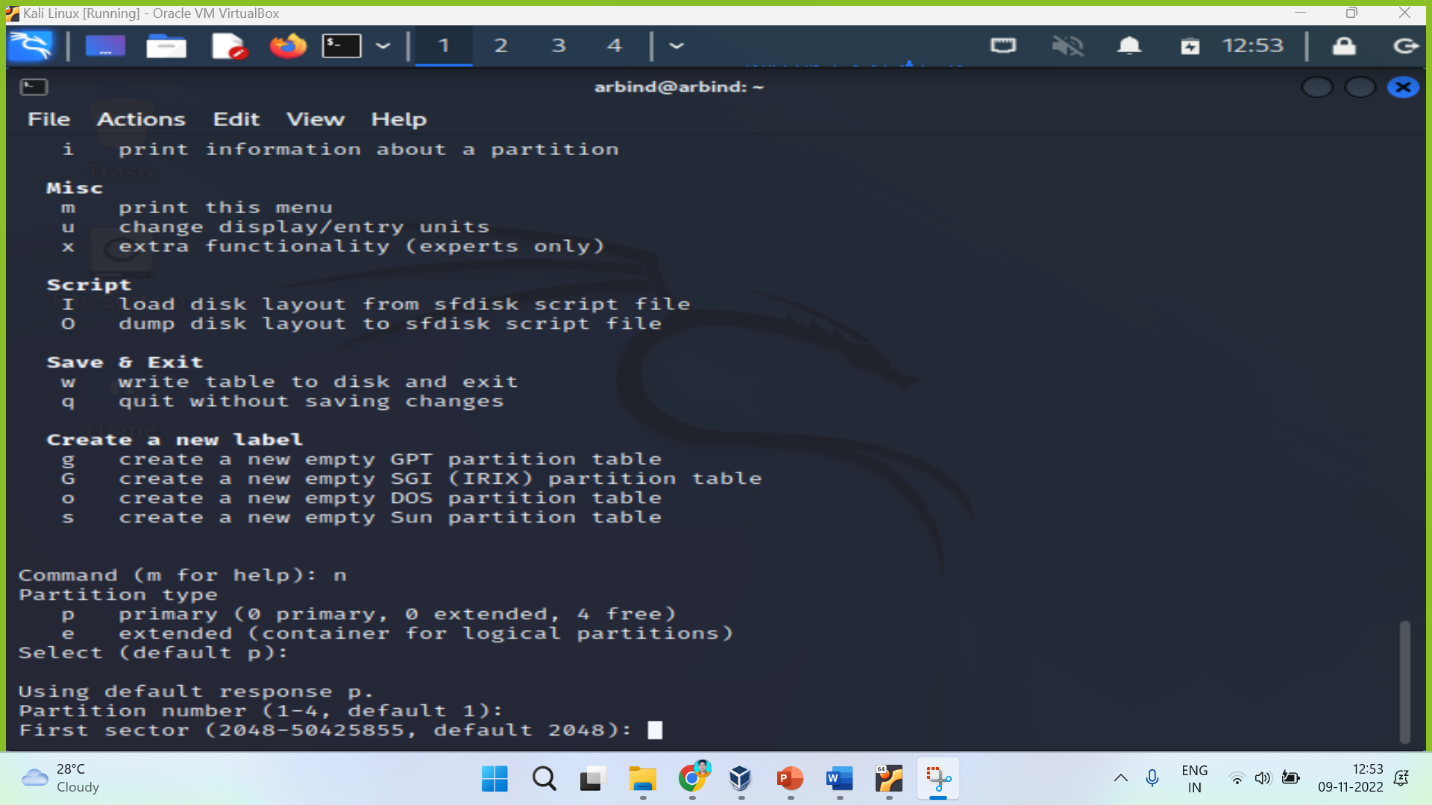 Kali Linux [Running] - Oracle VM VirtualBox
1 2 3 4 12:53
arbind@arbind: ~
File Actions Edit View Help
i print information about a partition
Misc
m print this menu
u change display/entry units
x extra functionality (experts only)
Script
I load disk layout from sfdisk script file
O dump disk layout to sfdisk script file
Save & Exit
w write table to disk and exit
q quit without saving changes
Create a new label
g create a new empty GPT partition table
G create a new empty SGI (IRIX) partition table
o create a new empty DOS partition table
s create a new empty Sun partition table
Command (m for help): n
Partition type
p primary (0 primary, 0 extended, 4 free)
e extended (container for logical partitions)
Select (default p):
Using default response p.
Partition number (1-4, default 1):
First sector (2048-50425855, default 2048):
28°C
Cloudy
ENG
IN
12:53
09-11-2022